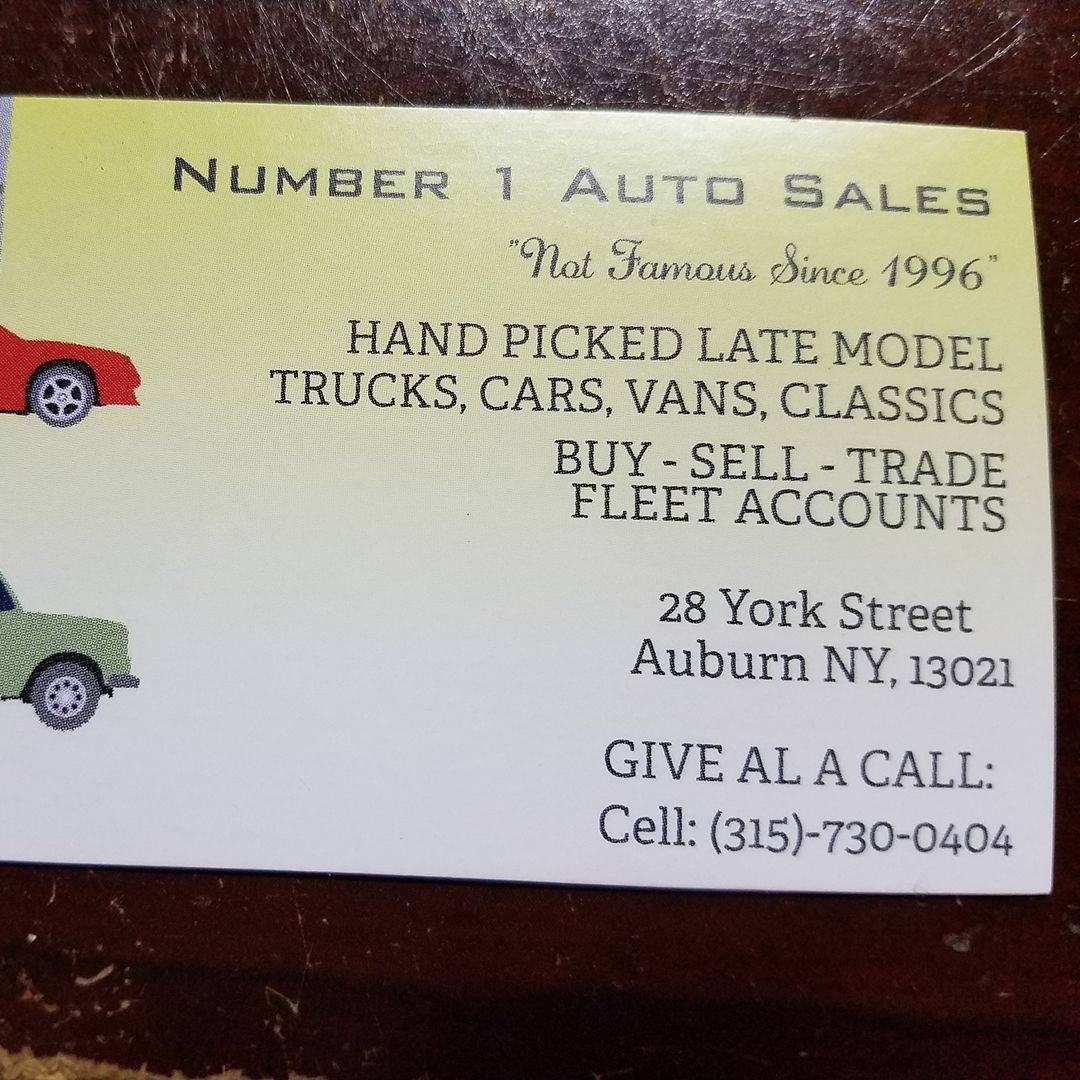 NUMBER 1 AUTO SALES
"Not Famous Since 1996"
HAND PICKED LATE MODEL
TRUCKS, CARS, VANS, CLASSICS
BUY - SELL - TRADE
FLEET ACCOUNTS
28 York Street
Auburn NY, 13021
GIVE AL A CALL:
Cell: (315)-730-0404